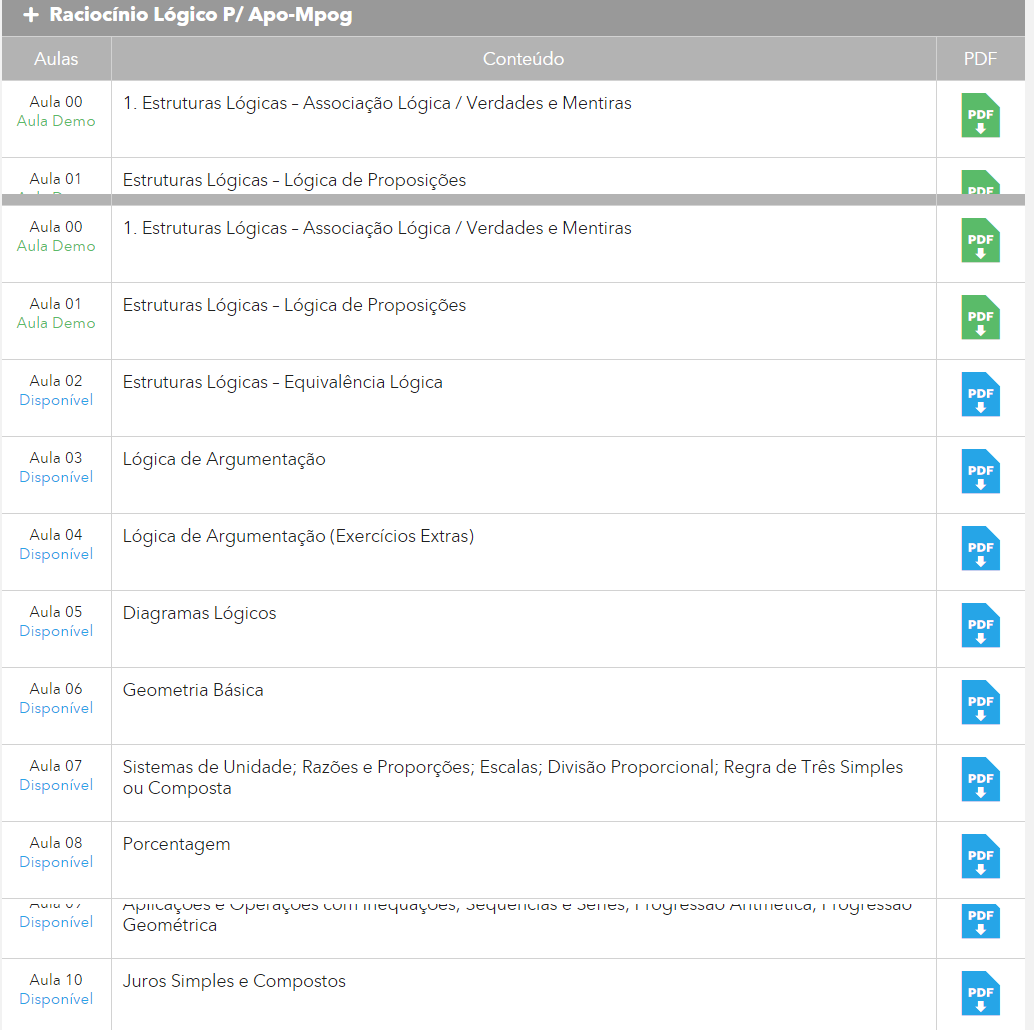 + Raciocínio Lógico P/ Apo-Mpog
Aulas Conteúdo PDF
Aula 00 1. Estruturas Lógicas – Associação Lógica / Verdades e Mentiras
Aula Demo PDF
Aula 01 Estruturas Lógicas – Lógica de Proposições
PDF
Aula 00 1. Estruturas Lógicas – Associação Lógica / Verdades e Mentiras
Aula Demo PDF
Aula 01 Estruturas Lógicas – Lógica de Proposições
Aula Demo PDF
Aula 02 Estruturas Lógicas – Equivalência Lógica
Disponível PDF
Aula 03 Lógica de Argumentação
Disponível PDF
Aula 04 Lógica de Argumentação (Exercícios Extras)
Disponível PDF
Aula 05 Diagramas Lógicos
Disponível PDF
Aula 06 Geometria Básica
Disponível PDF
Aula 07 Sistemas de Unidade; Razões e Proporções; Escalas; Divisão Proporcional; Regra de Três Simples
Disponível ou Composta PDF
Aula 08 Porcentagem
Disponível PDF
Aula 09 Aplicações e Operações com Inequações; Sequências e Séries; Progressão Aritmética; Progressão
Disponível Geométrica PDF
Aula 10 Juros Simples e Compostos
Disponível PDF